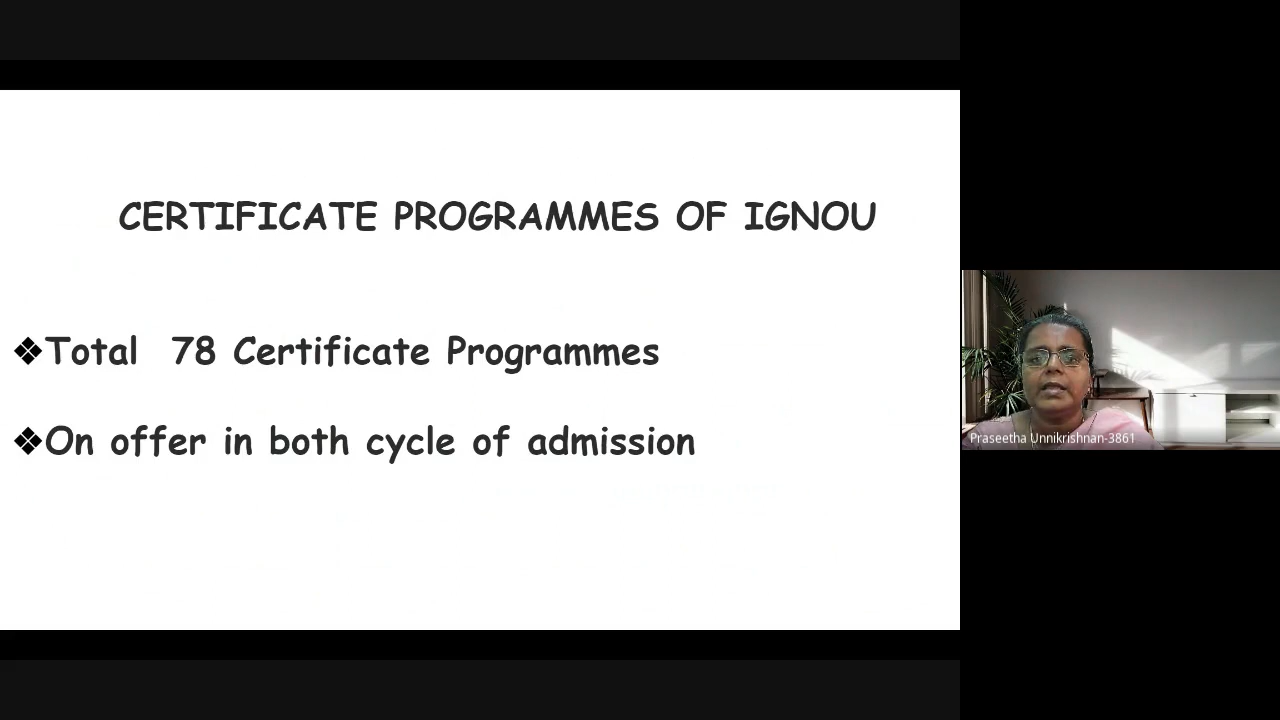 CERTIFICATE PROGRAMMES OF IGNOU
❖Total 78 Certificate Programmes
❖On offer in both cycle of admission
Praseetha Unnikrishnan-3861